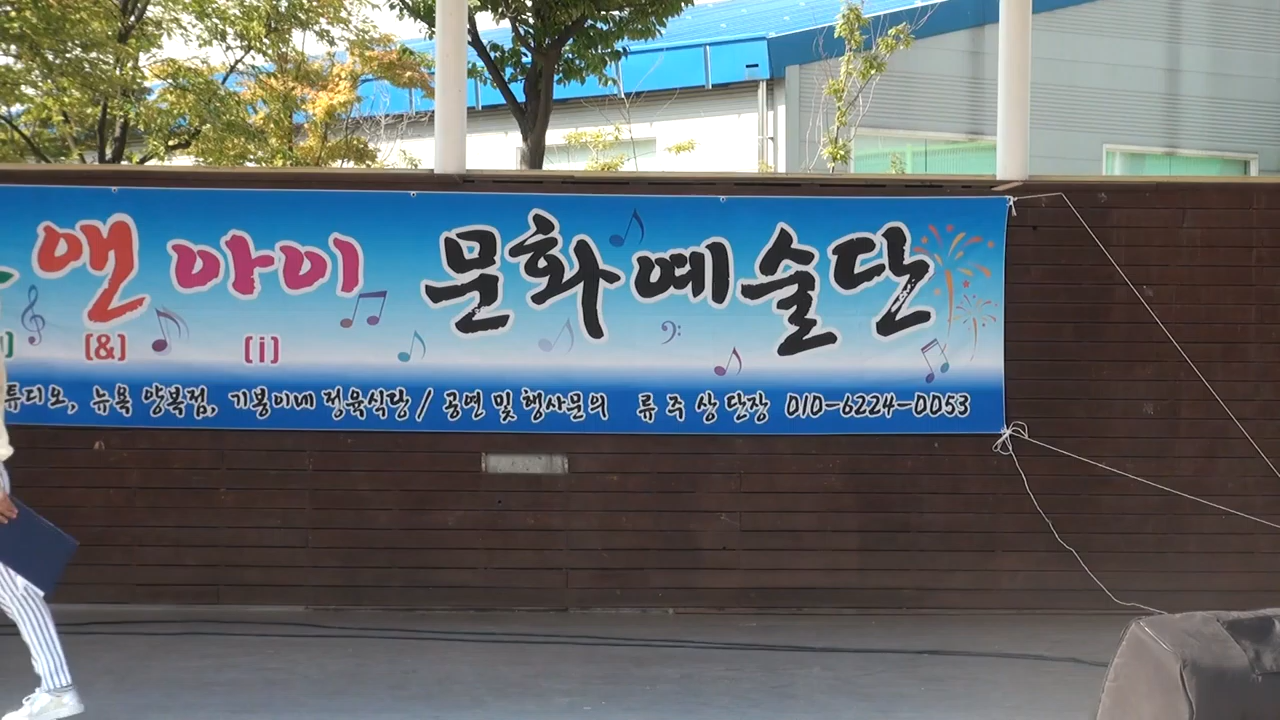 앤 아이 문화예술단
(&) (i)
튜디오, 뉴욕 양복점, 기봉이네 정육식당 / 공연 및 행사문의 류주상 단장 010-6224-0053